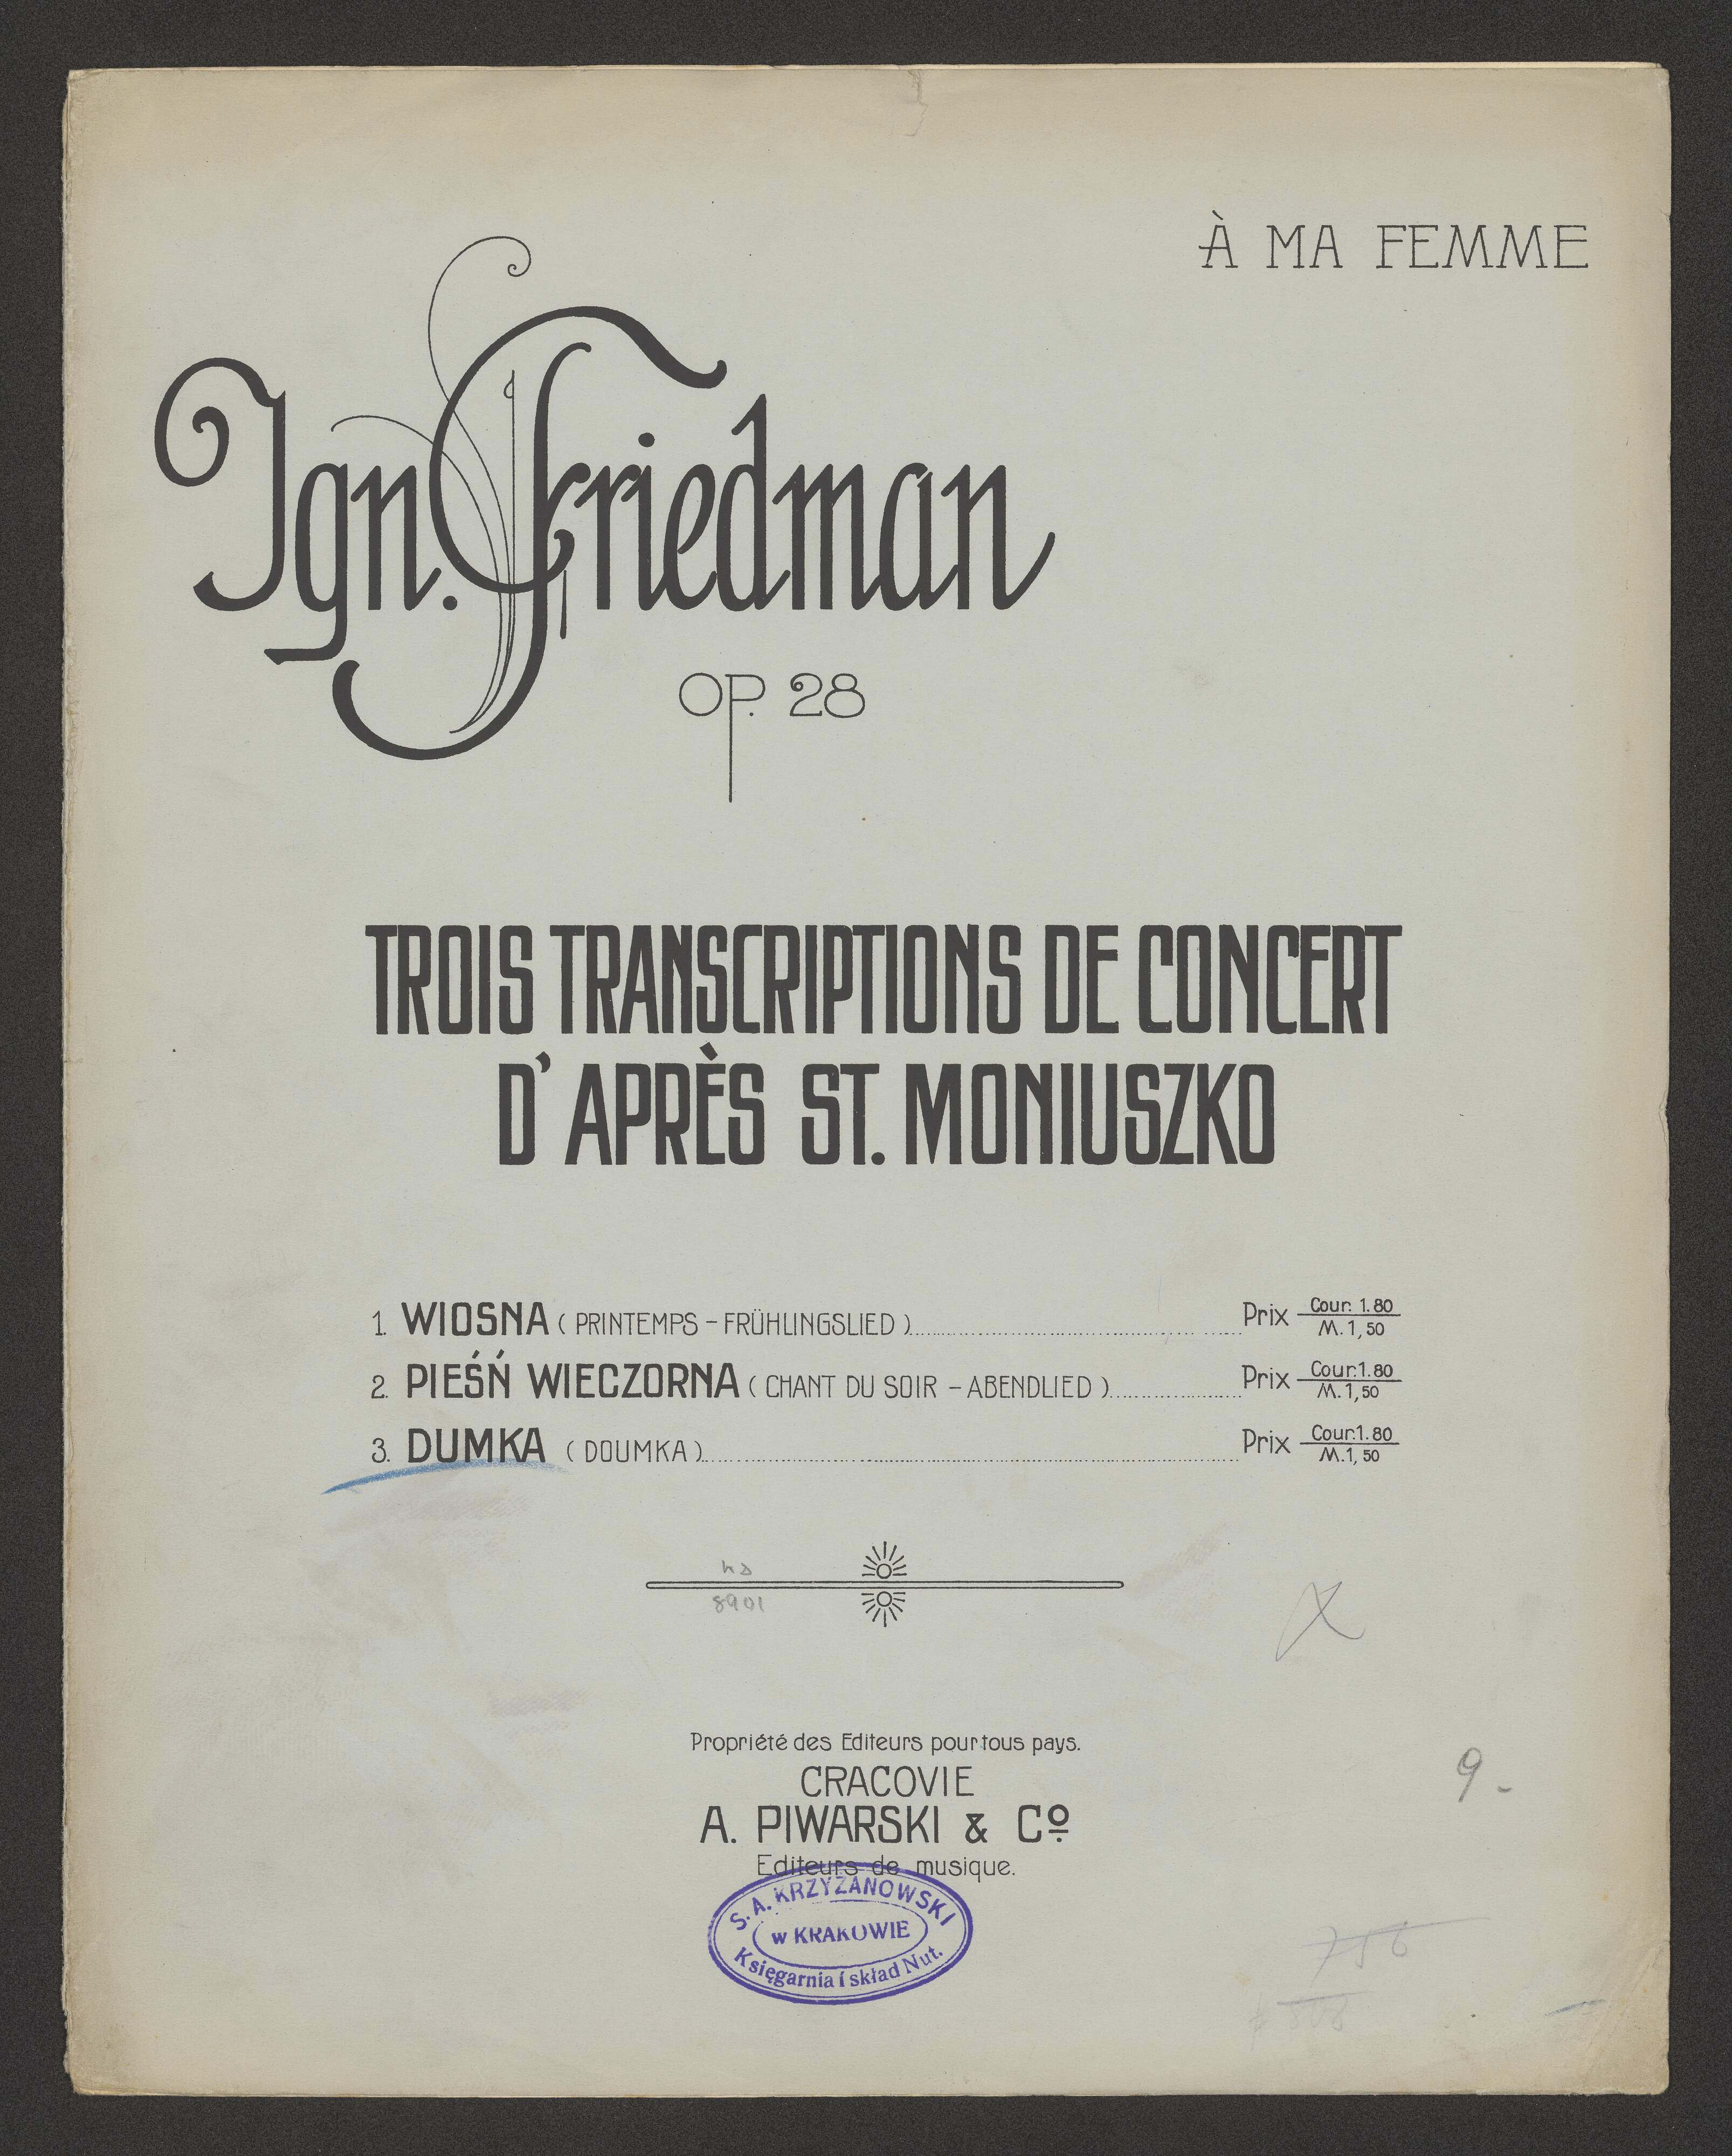 À MA FEMME
Ign. Friedman
OP. 28
TROIS TRANSCRIPTIONS DE CONCERT
D'APRÈS ST. MONIUSZKO
1. WIOSNA ( PRINTEMPS – FRÜHLINGSLIED ) Prix Cour. 1.80 M. 1,50
2. PIEŚŃ WIECZORNA ( CHANT DU SOIR – ABENDLIED ) Prix Cour. 1.80 M. 1,50
3. DUMKA ( DOUMKA ) Prix Cour. 1.80 M. 1,50
8901
Propriété des Editeurs pour tous pays.
CRACOVIE
A. PIWARSKI & Cº
Editeurs de musique.
S. A. KRZYŻANOWSKI
w KRAKOWIE
Księgarnia i skład Nut.
9 -
756